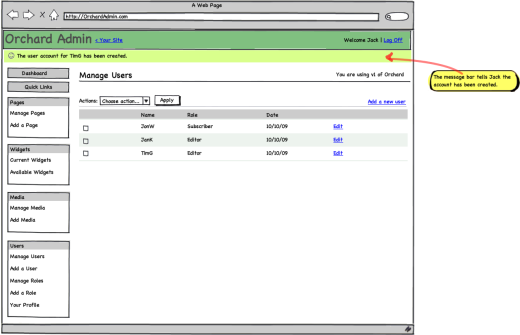 A Web Page
http://OrchardAdmin.com
Orchard Admin < Your Site
Welcome Jack | Log Off
The user account for TimG has been created.
The message bar tells Jack the
account has been created.
Dashboard
Quick Links
Pages
Manage Pages
Add a Page
Widgets
Current Widgets
Available Widgets
Media
Manage Media
Add Media
Users
Manage Users
Add a User
Manage Roles
Add a Role
Your Profile
Manage Users
You are using v1 of Orchard
Actions: Choose action... Apply
Add a new user
Name Role Date
JonW Subscriber 10/10/09 Edit
JanK Editor 10/10/09 Edit
TimG Editor 10/10/09 Edit